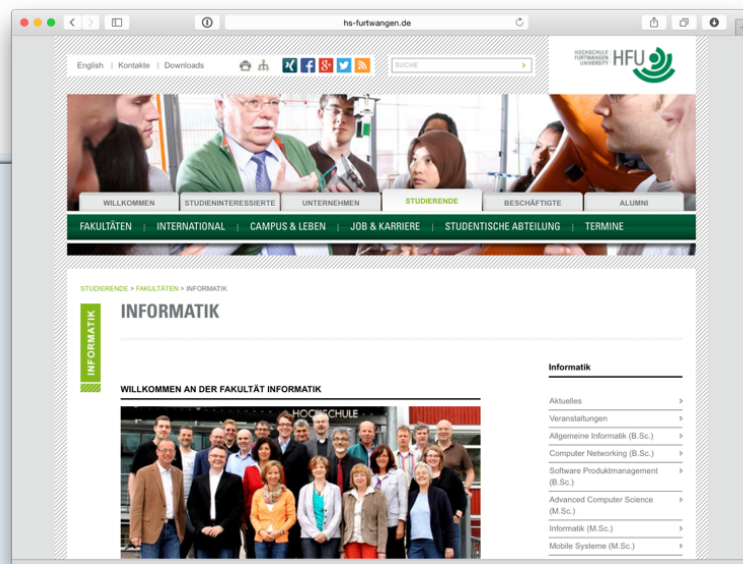 hs-furtwangen.de
English | Kontakte | Downloads
SUCHE
HOCHSCHULE
FURTWANGEN
UNIVERSITY
HFU
WILLKOMMEN
STUDIENINTERESSIERTE
UNTERNEHMEN
STUDIERENDE
BESCHÄFTIGTE
ALUMNI
FAKULTÄTEN | INTERNATIONAL | CAMPUS & LEBEN | JOB & KARRIERE | STUDENTISCHE ABTEILUNG | TERMINE
STUDIERENDE > FAKULTÄTEN > INFORMATIK
INFORMATIK
INFORMATIK
WILLKOMMEN AN DER FAKULTÄT INFORMATIK
HOCHSCHULE
Informatik
Aktuelles
Veranstaltungen
Allgemeine Informatik (B.Sc.)
Computer Networking (B.Sc.)
Software Produktmanagement
(B.Sc.)
Advanced Computer Science
(M.Sc.)
Informatik (M.Sc.)
Mobile Systeme (M.Sc.)